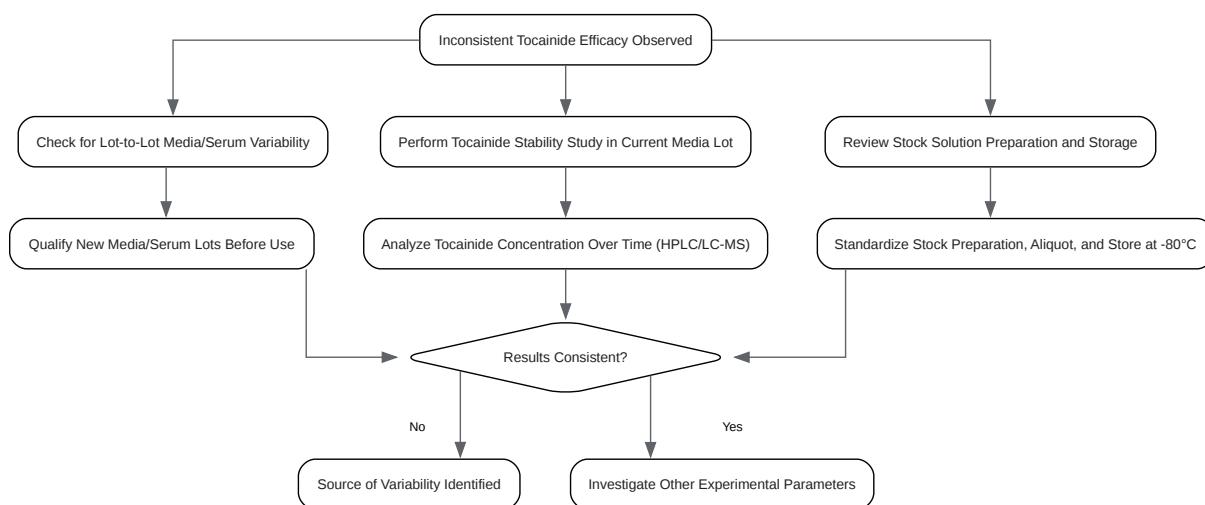 Inconsistent Tocainide Efficacy Observed
Check for Lot-to-Lot Media/Serum Variability
Perform Tocainide Stability Study in Current Media Lot
Review Stock Solution Preparation and Storage
Qualify New Media/Serum Lots Before Use
Analyze Tocainide Concentration Over Time (HPLC/LC-MS)
Standardize Stock Preparation, Aliquot, and Store at -80°C
Results Consistent?
No
Yes
Source of Variability Identified
Investigate Other Experimental Parameters